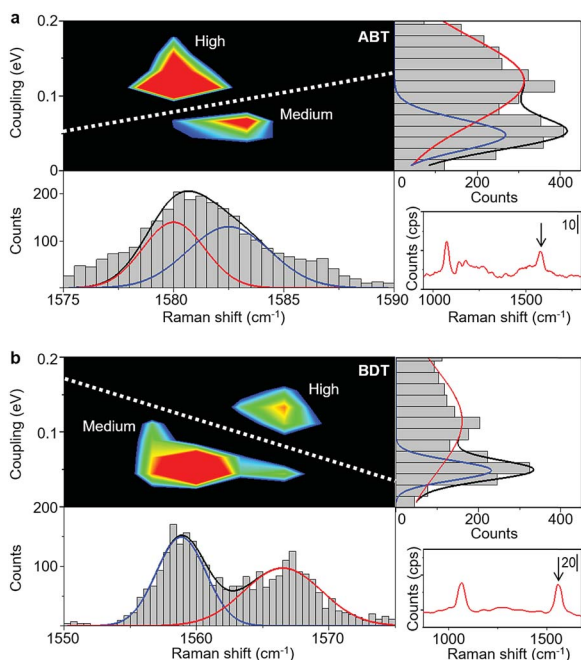 a
ABT
High
Medium
Coupling (eV)
0.2
0.1
0
0
200
400
Counts
Counts
200
100
0
1575
1580
1585
1590
Raman shift (cm-1)
Counts (cps)
10
1000
1500
Raman shift (cm-1)
b
BDT
High
Medium
Coupling (eV)
0.2
0.1
0
0
200
400
Counts
Counts
200
100
0
1550
1560
1570
Raman shift (cm-1)
Counts (cps)
20
1000
1500
Raman shift (cm-1)